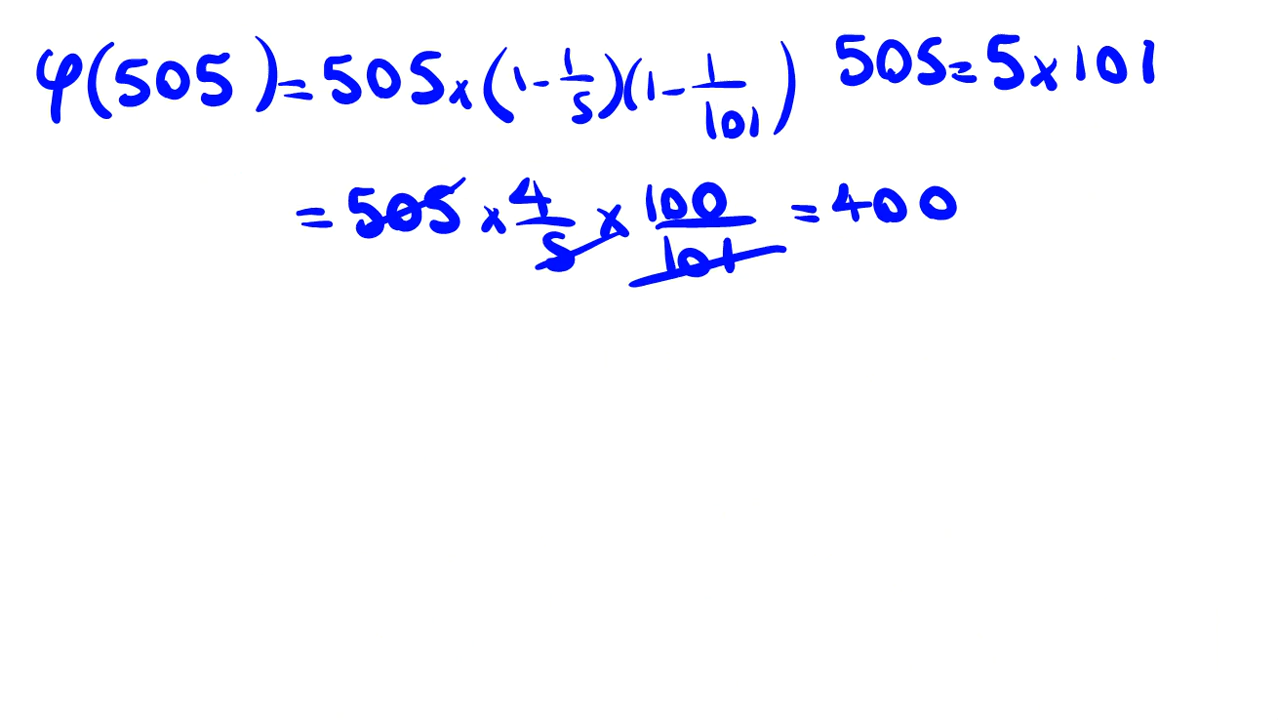 φ(505) = 505 × (1 - 1/5)(1 - 1/101) 505 = 5 × 101
= 505 × 4/5 × 100/101 = 400